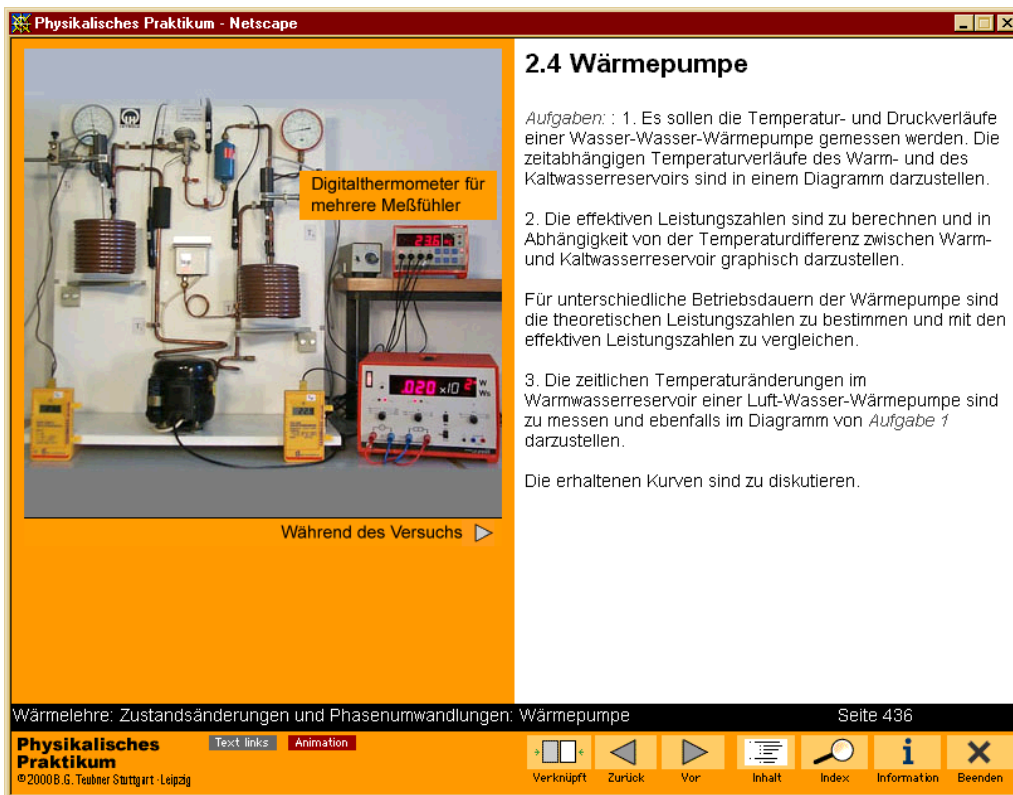 Physikalisches Praktikum - Netscape
Digitalthermometer für
mehrere Meßfühler
23.6
.020 ×10 2 W
Ws
Während des Versuchs
2.4 Wärmepumpe
Aufgaben: : 1. Es sollen die Temperatur- und Druckverläufe
einer Wasser-Wasser-Wärmepumpe gemessen werden. Die
zeitabhängigen Temperaturverläufe des Warm- und des
Kaltwasserreservoirs sind in einem Diagramm darzustellen.
2. Die effektiven Leistungszahlen sind zu berechnen und in
Abhängigkeit von der Temperaturdifferenz zwischen Warm-
und Kaltwasserreservoir graphisch darzustellen.
Für unterschiedliche Betriebsdauern der Wärmepumpe sind
die theoretischen Leistungszahlen zu bestimmen und mit den
effektiven Leistungszahlen zu vergleichen.
3. Die zeitlichen Temperaturänderungen im
Warmwasserreservoir einer Luft-Wasser-Wärmepumpe sind
zu messen und ebenfalls im Diagramm von Aufgabe 1
darzustellen.
Die erhaltenen Kurven sind zu diskutieren.
Wärmelehre: Zustandsänderungen und Phasenumwandlungen: Wärmepumpe Seite 436
Physikalisches
Praktikum
© 2000 B.G. Teubner Stuttgart · Leipzig
Text links Animation
Verknüpft Zurück Vor Inhalt Index Information Beenden